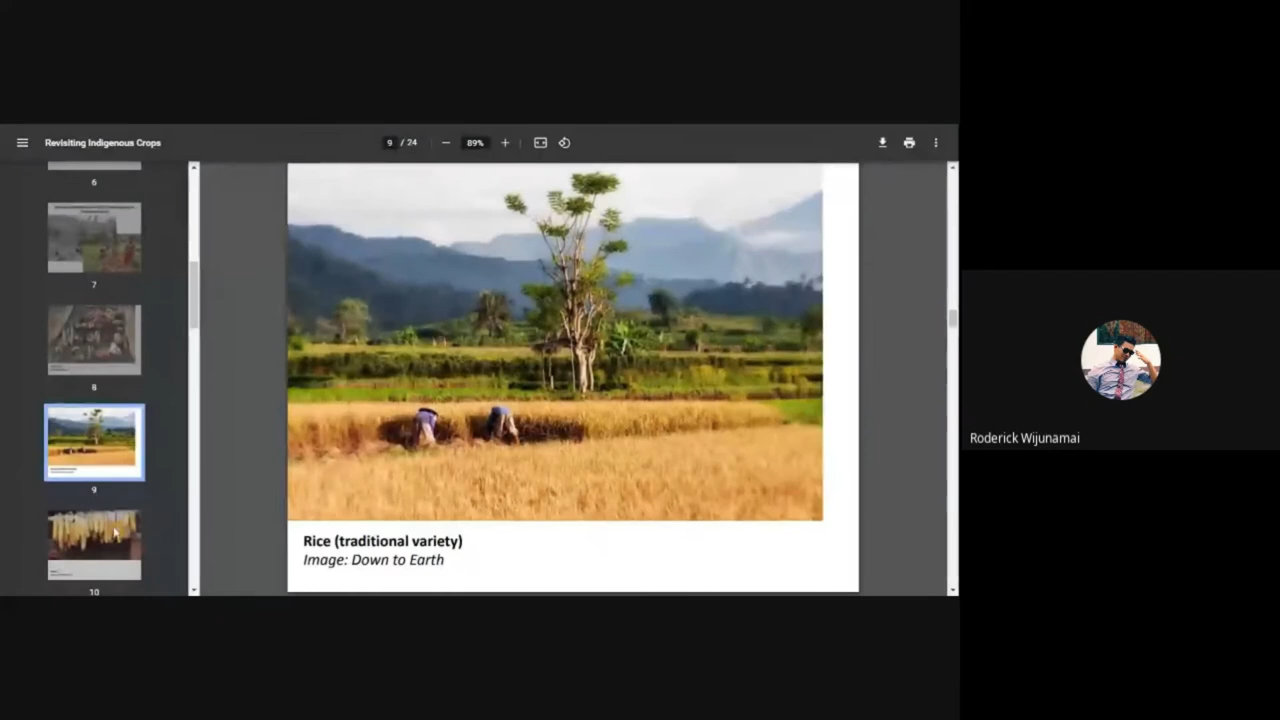 Revisiting Indigenous Crops
9 / 24
89%
6
7
8
9
10
Rice (traditional variety)
Image: Down to Earth
Roderick Wijunamai